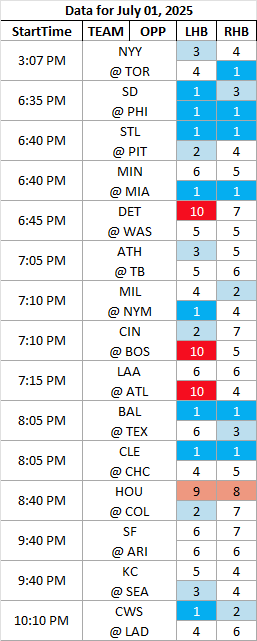 Data for July 01, 2025
StartTime TEAM OPP LHB RHB
3:07 PM NYY 3 4
@ TOR 4 1
6:35 PM SD 1 3
@ PHI 1 1
6:40 PM STL 1 1
@ PIT 2 4
6:40 PM MIN 6 5
@ MIA 1 1
6:45 PM DET 10 7
@ WAS 5 5
7:05 PM ATH 3 5
@ TB 5 6
7:10 PM MIL 4 2
@ NYM 1 4
7:10 PM CIN 2 7
@ BOS 10 5
7:15 PM LAA 6 6
@ ATL 10 4
8:05 PM BAL 1 1
@ TEX 6 3
8:05 PM CLE 1 1
@ CHC 4 5
8:40 PM HOU 9 8
@ COL 2 7
9:40 PM SF 6 7
@ ARI 6 6
9:40 PM KC 5 4
@ SEA 3 4
10:10 PM CWS 1 2
@ LAD 4 6